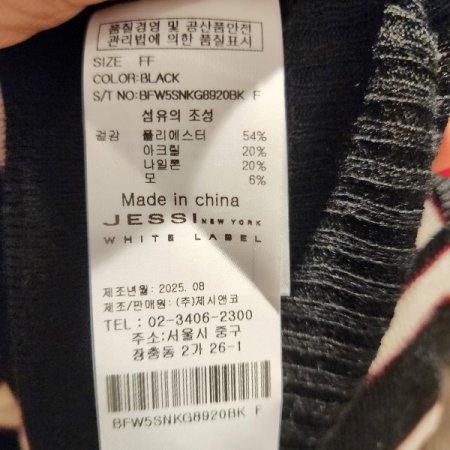 품질경영 및 공산품안전
관리법에 의한 품질표시
SIZE FF
COLOR:BLACK
S/T NO:BFW5SNKG8920BK F
섬유의 조성
겉감 폴리에스터 54%
아크릴 20%
나일론 20%
모 6%
Made in china
JESSI NEW YORK
WHITE LABEL
제조년월: 2025. 08
제조/판매원: (주)제시앤코
TEL : 02-3406-2300
주소:서울시 중구
장충동 2가 26-1
BFW5SNKG8920BK F